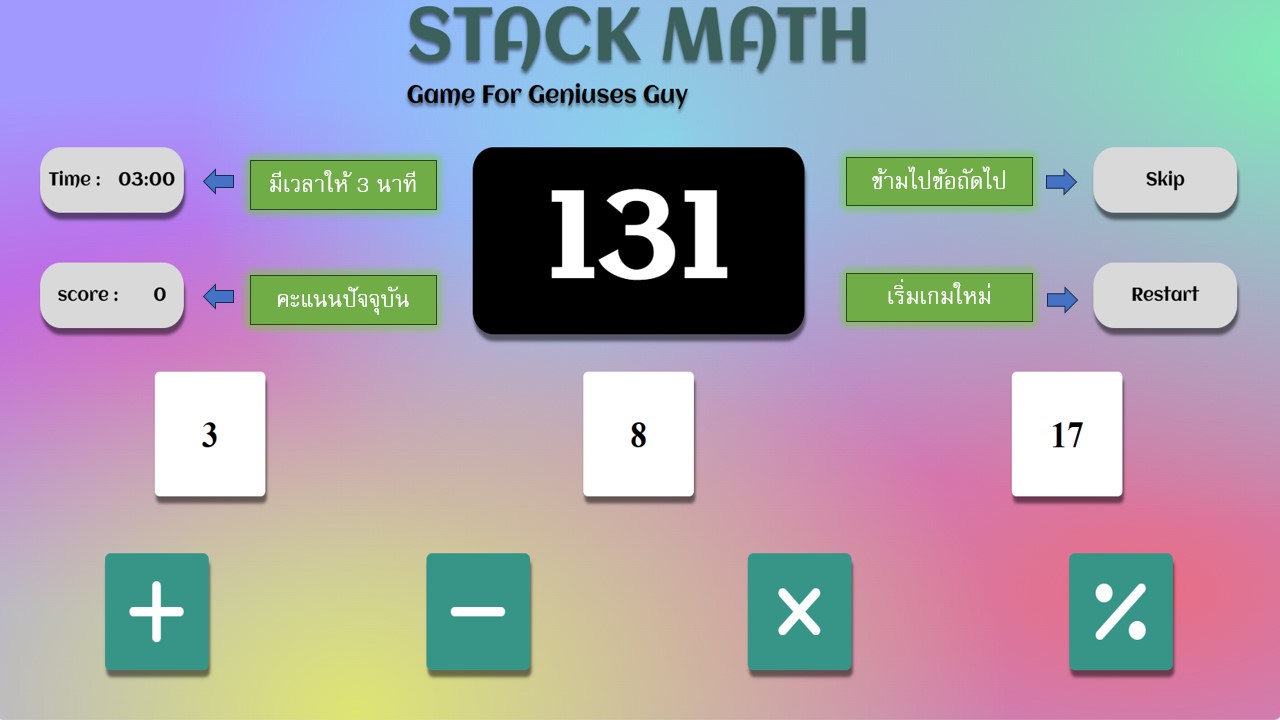 STACK MATH
Game For Geniuses Guy
Time : 03:00
มีเวลาให้ 3 นาที
131
ข้ามไปข้อถัดไป
Skip
score : 0
คะแนนปัจจุบัน
เริ่มเกมใหม่
Restart
3
8
17
+
−
×
%